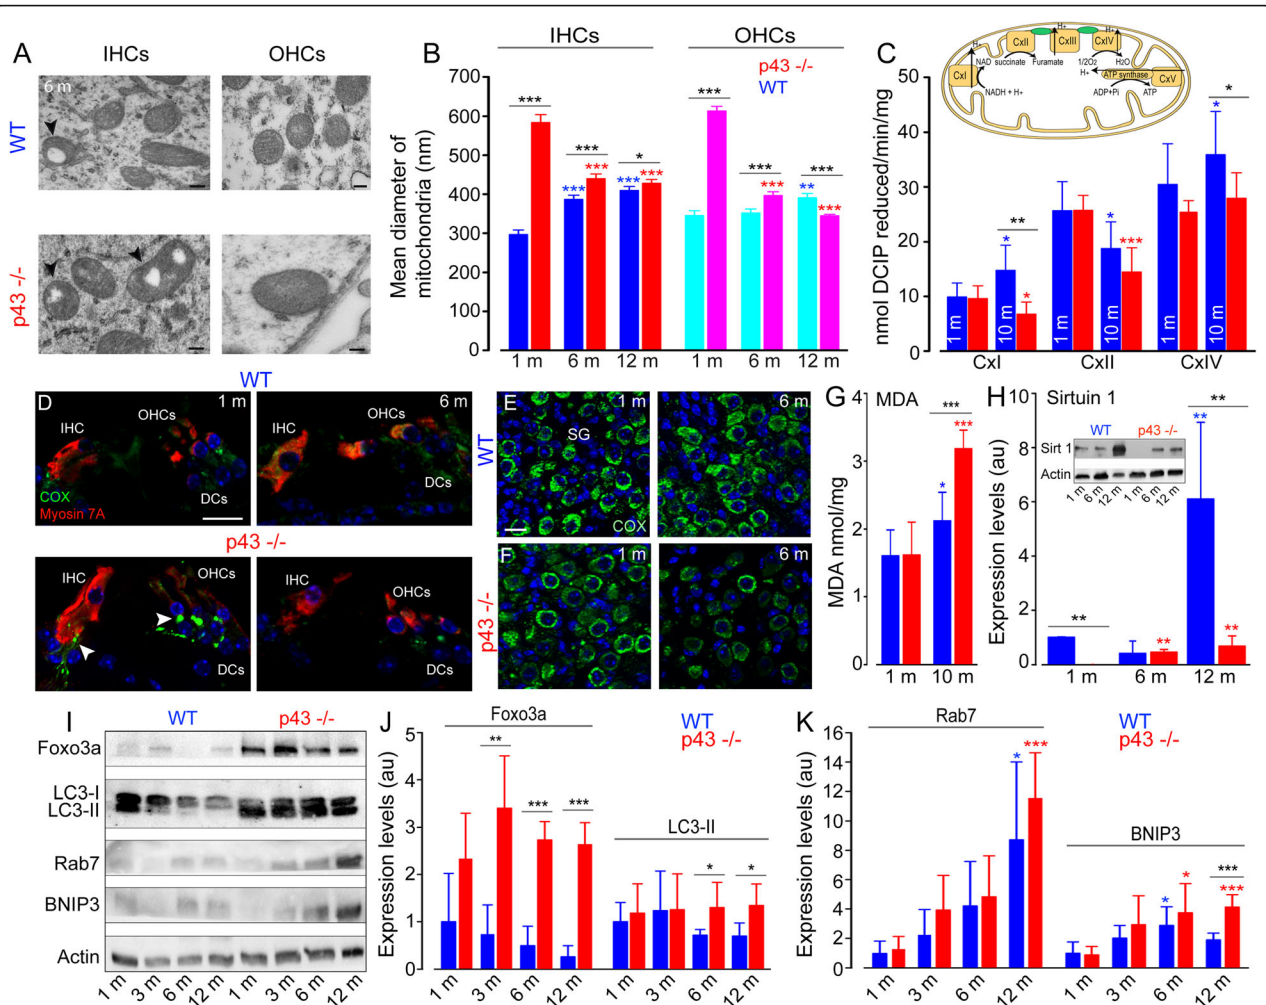 A
IHCs
OHCs
6 m
WT
p43 -/-
B
IHCs
OHCs
p43 -/-
WT
***
***
***
***
***
*
***
***
***
***
***
***
**
***
Mean diameter of
mitochondria (nm)
700
600
500
400
300
200
100
0
1 m
6 m
12 m
1 m
6 m
12 m
C
H+
CxI
NAD
NADH + H+
CxII
succinate
Furamate
H+
CxIII
CxIV
H+
1/2O2
H2O
H+
ATP synthase
CxV
ADP+Pi
ATP
nmol DCIP reduced/min/mg
50
40
30
20
10
0
**
*
*
*
***
*
*
1 m
10 m
1 m
10 m
1 m
10 m
CxI
CxII
CxIV
WT
D
1 m
IHC
OHCs
DCs
COX
Myosin 7A
6 m
IHC
OHCs
DCs
p43 -/-
IHC
OHCs
DCs
IHC
OHCs
DCs
WT
E
1 m
SG
COX
6 m
p43 -/-
F
1 m
6 m
G
MDA
MDA nmol/mg
4
3
2
1
0
***
***
*
1 m
10 m
H
Sirtuin 1
Expression levels (au)
10
8
6
4
2
0
WT
p43 -/-
Sirt 1
Actin
1 m
6 m
12 m
1 m
6 m
12 m
**
**
**
**
**
1 m
6 m
12 m
I
WT
p43 -/-
Foxo3a
LC3-I
LC3-II
Rab7
BNIP3
Actin
1 m
3 m
6 m
12 m
1 m
3 m
6 m
12 m
J
Foxo3a
WT
p43 -/-
Expression levels (au)
5
4
3
2
1
0
**
***
***
LC3-II
*
*
1 m
3 m
6 m
12 m
1 m
3 m
6 m
12 m
K
Rab7
WT
p43 -/-
Expression levels (au)
16
14
12
10
8
6
4
2
0
*
***
BNIP3
*
*
***
***
1 m
3 m
6 m
12 m
1 m
3 m
6 m
12 m